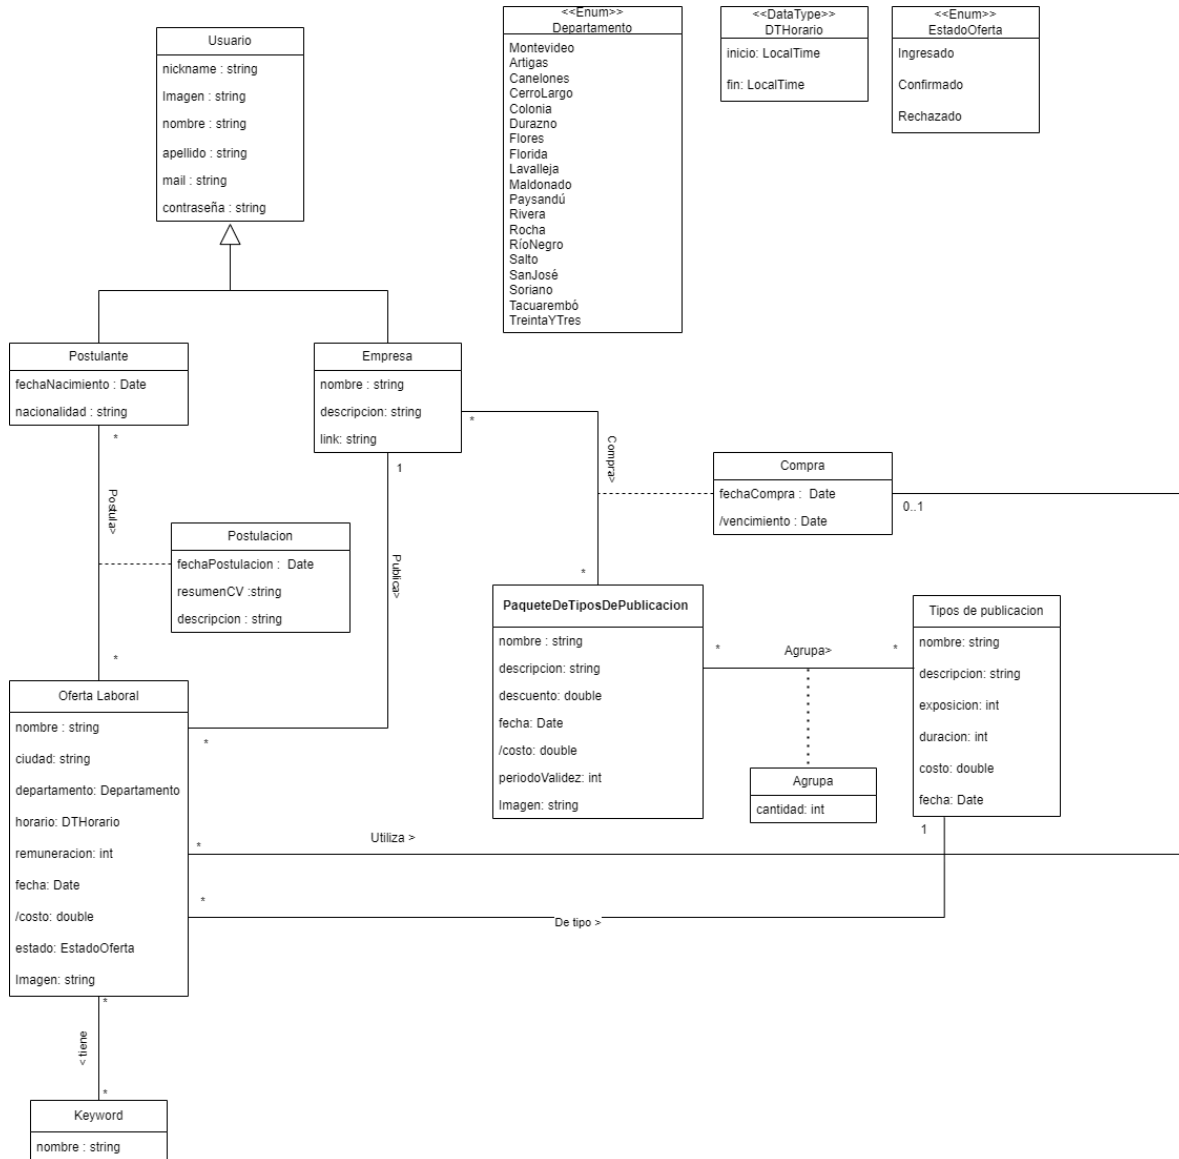 Usuario
nickname : string
Imagen : string
nombre : string
apellido : string
mail : string
contraseña : string
<<Enum>>
Departamento
Montevideo
Artigas
Canelones
CerroLargo
Colonia
Durazno
Flores
Florida
Lavalleja
Maldonado
Paysandú
Rivera
Rocha
RíoNegro
Salto
SanJosé
Soriano
Tacuarembó
TreintaYTres
<<DataType>>
DTHorario
inicio: LocalTime
fin: LocalTime
<<Enum>>
EstadoOferta
Ingresado
Confirmado
Rechazado
Postulante
fechaNacimiento : Date
nacionalidad : string
*
Empresa
nombre : string
descripcion: string
link: string
*
1
Compra>
Compra
fechaCompra : Date
/vencimiento : Date
0..1
Postula>
Postulacion
fechaPostulacion : Date
resumenCV :string
descripcion : string
Publica>
*
*
PaqueteDeTiposDePublicacion
nombre : string
descripcion: string
descuento: double
fecha: Date
/costo: double
periodoValidez: int
Imagen: string
*
Agrupa>
*
Agrupa
cantidad: int
Tipos de publicacion
nombre: string
descripcion: string
exposicion: int
duracion: int
costo: double
fecha: Date
1
Oferta Laboral
nombre : string
ciudad: string
departamento: Departamento
horario: DTHorario
remuneracion: int
fecha: Date
/costo: double
estado: EstadoOferta
Imagen: string
*
Utiliza >
*
*
De tipo >
*
< tiene
*
Keyword
nombre : string